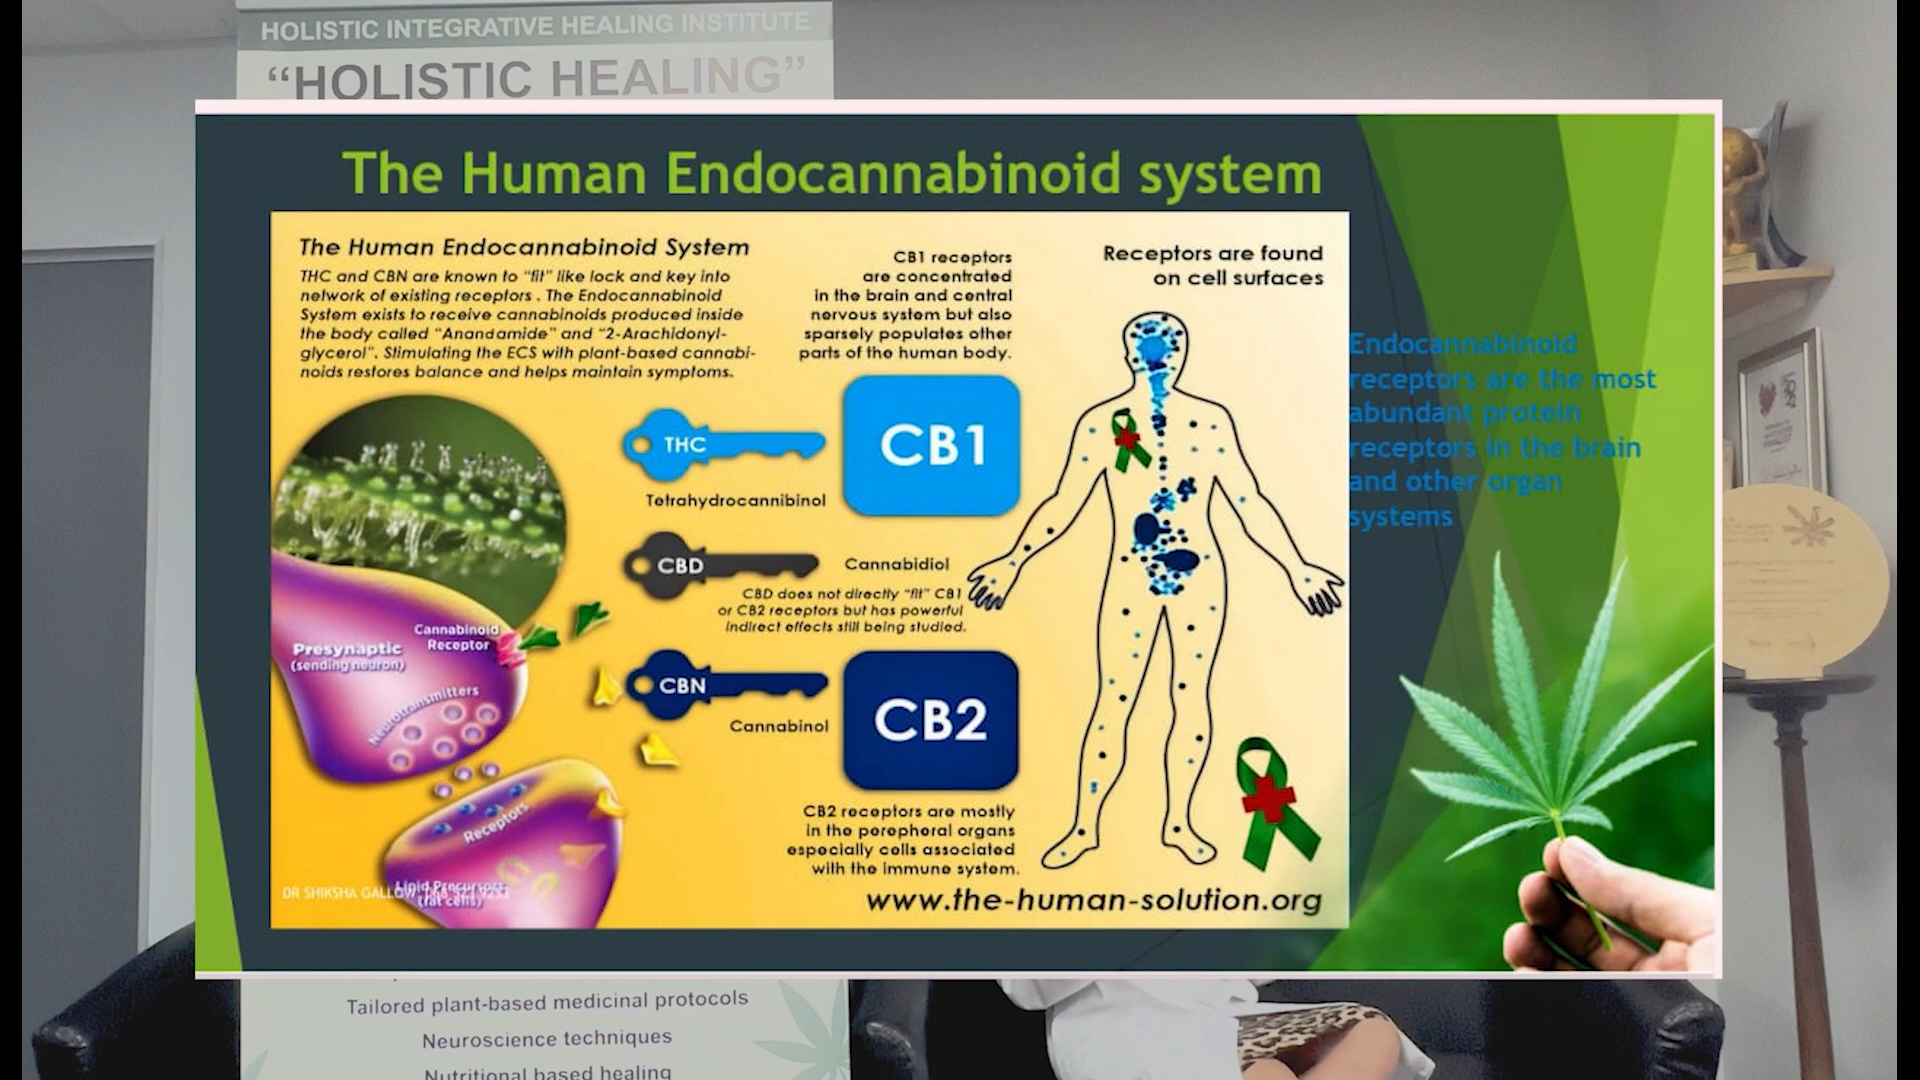 HOLISTIC INTEGRATIVE HEALING INSTITUTE
“HOLISTIC HEALING”
The Human Endocannabinoid system
The Human Endocannabinoid System
THC and CBN are known to “fit” like lock and key into
network of existing receptors . The Endocannabinoid
System exists to receive cannabinoids produced inside
the body called “Anandamide” and “2-Arachidonyl-
glycerol”. Stimulating the ECS with plant-based cannabi-
noids restores balance and helps maintain symptoms.
CB1 receptors
are concentrated
in the brain and central
nervous system but also
sparsely populates other
parts of the human body.
Receptors are found
on cell surfaces
Endocannabinoid
receptors are the most
abundant protein
receptors in the brain
and other organ
systems
THC
CB1
Tetrahydrocannibinol
CBD
Cannabidiol
CBD does not directly “fit” CB1
or CB2 receptors but has powerful
indirect effects still being studied.
Cannabinoid
Receptor
Presynaptic
(sending neuron)
Neurotransmitters
CBN
Cannabinol
CB2
CB2 receptors are mostly
in the perepheral organs
especially cells associated
with the immune system.
Receptors
Lipid Precursors
(fat cells)
DR SHIKSHA GALLOW
www.the-human-solution.org
Tailored plant-based medicinal protocols
Neuroscience techniques
Nutritional based healing